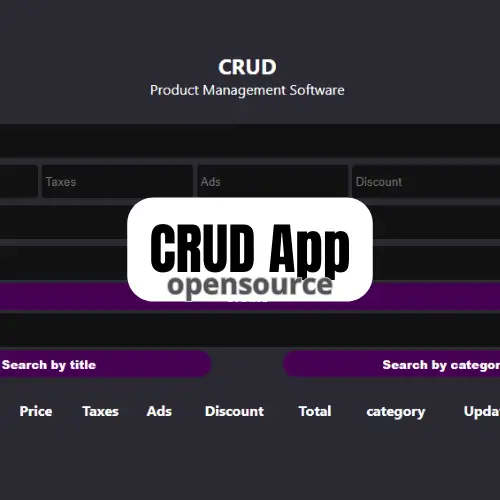 CRUD
Product Management Software
Taxes Ads Discount
CRUD App
opensource
Search by title Search by categor
Price Taxes Ads Discount Total category Upda